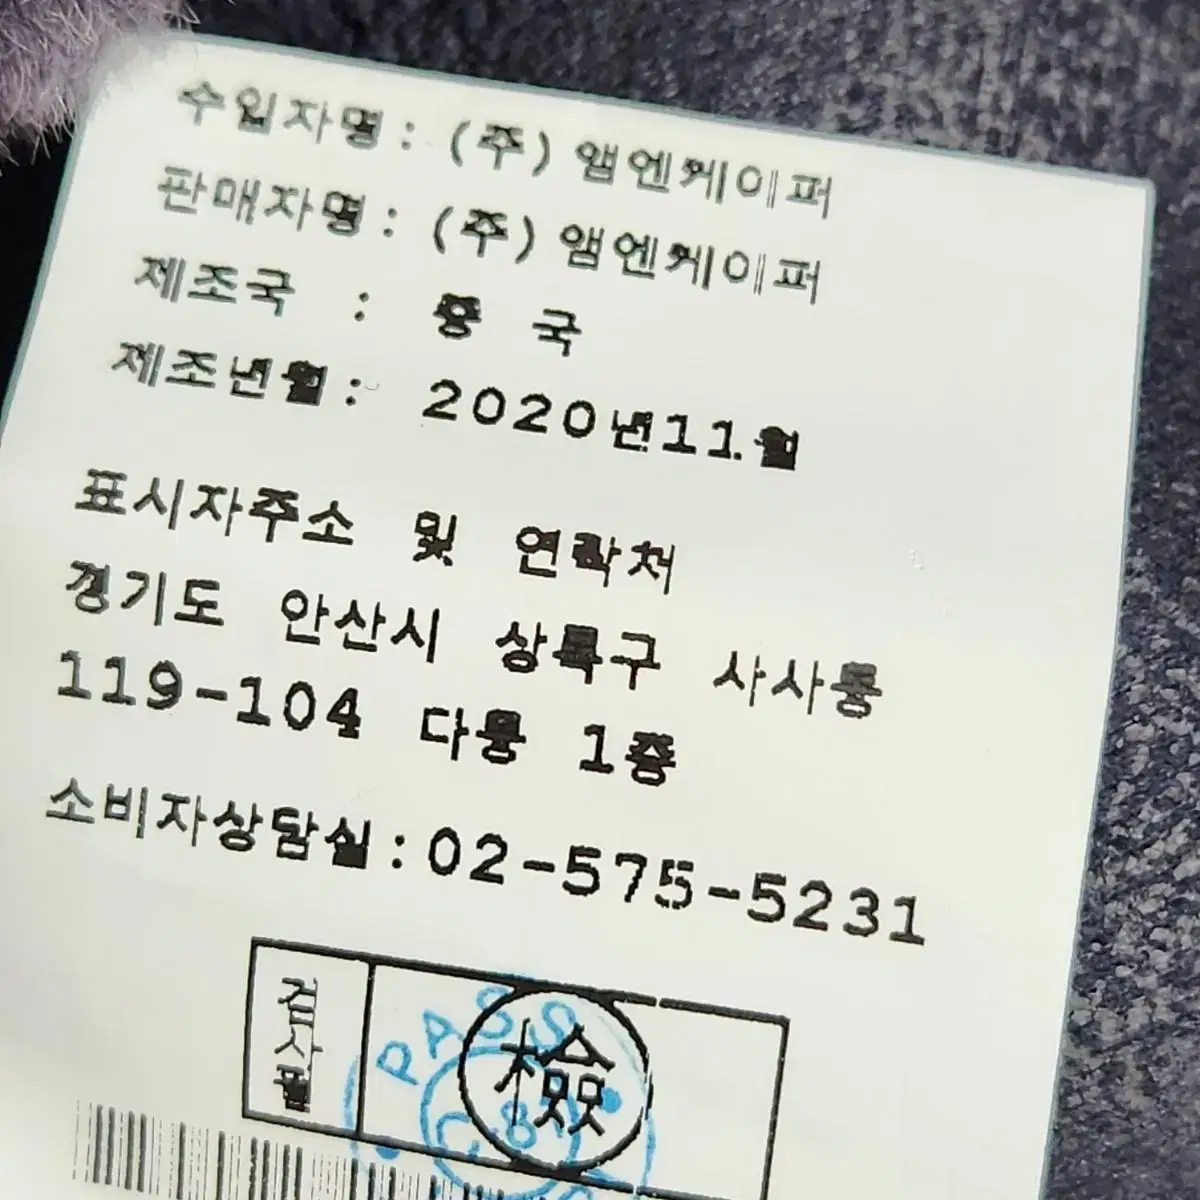 수입자명: (주) 앰엔케이퍼
판매자명: (주) 앰엔케이퍼
제조국 : 중 국
제조년월: 2020년11월
표시자주소 및 연락처
경기도 안산시 상록구 사사동
119-104 다동 1층
소비자상담실:02-575-5231
검사필
檢
PASS